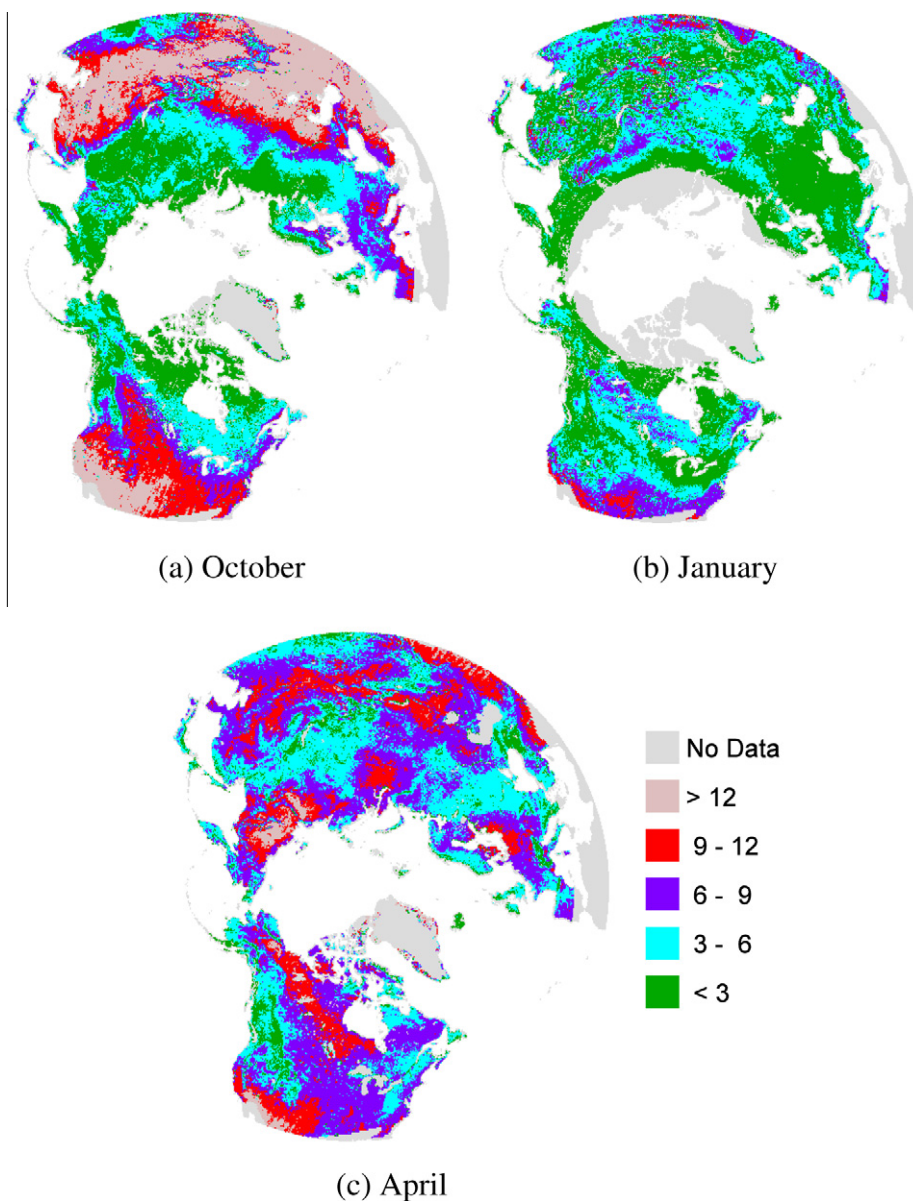 (a) October
(b) January
No Data
> 12
9 - 12
6 - 9
3 - 6
< 3
(c) April